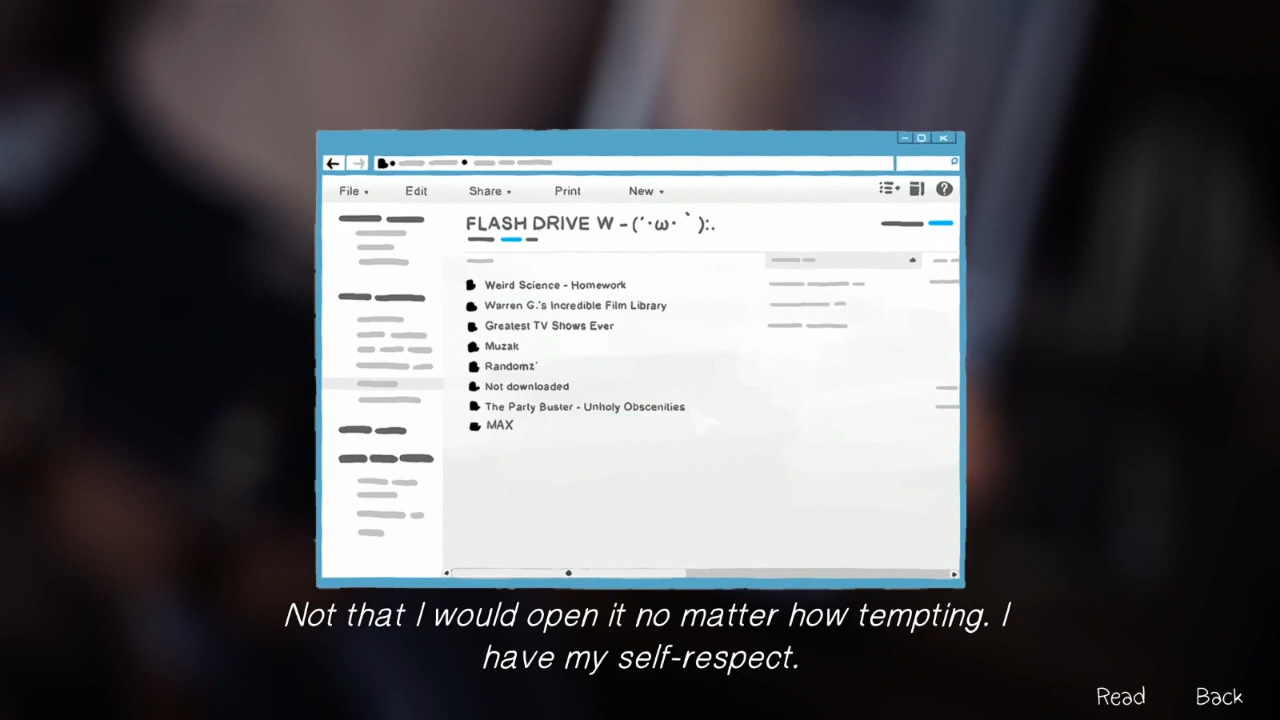 File Edit Share Print New
FLASH DRIVE W -(´･ω･`):.
Weird Science - Homework
Warren G.'s Incredible Film Library
Greatest TV Shows Ever
Muzak
Randomz'
Not downloaded
The Party Buster - Unholy Obscenities
MAX
Not that I would open it no matter how tempting. I
have my self-respect.
Read Back